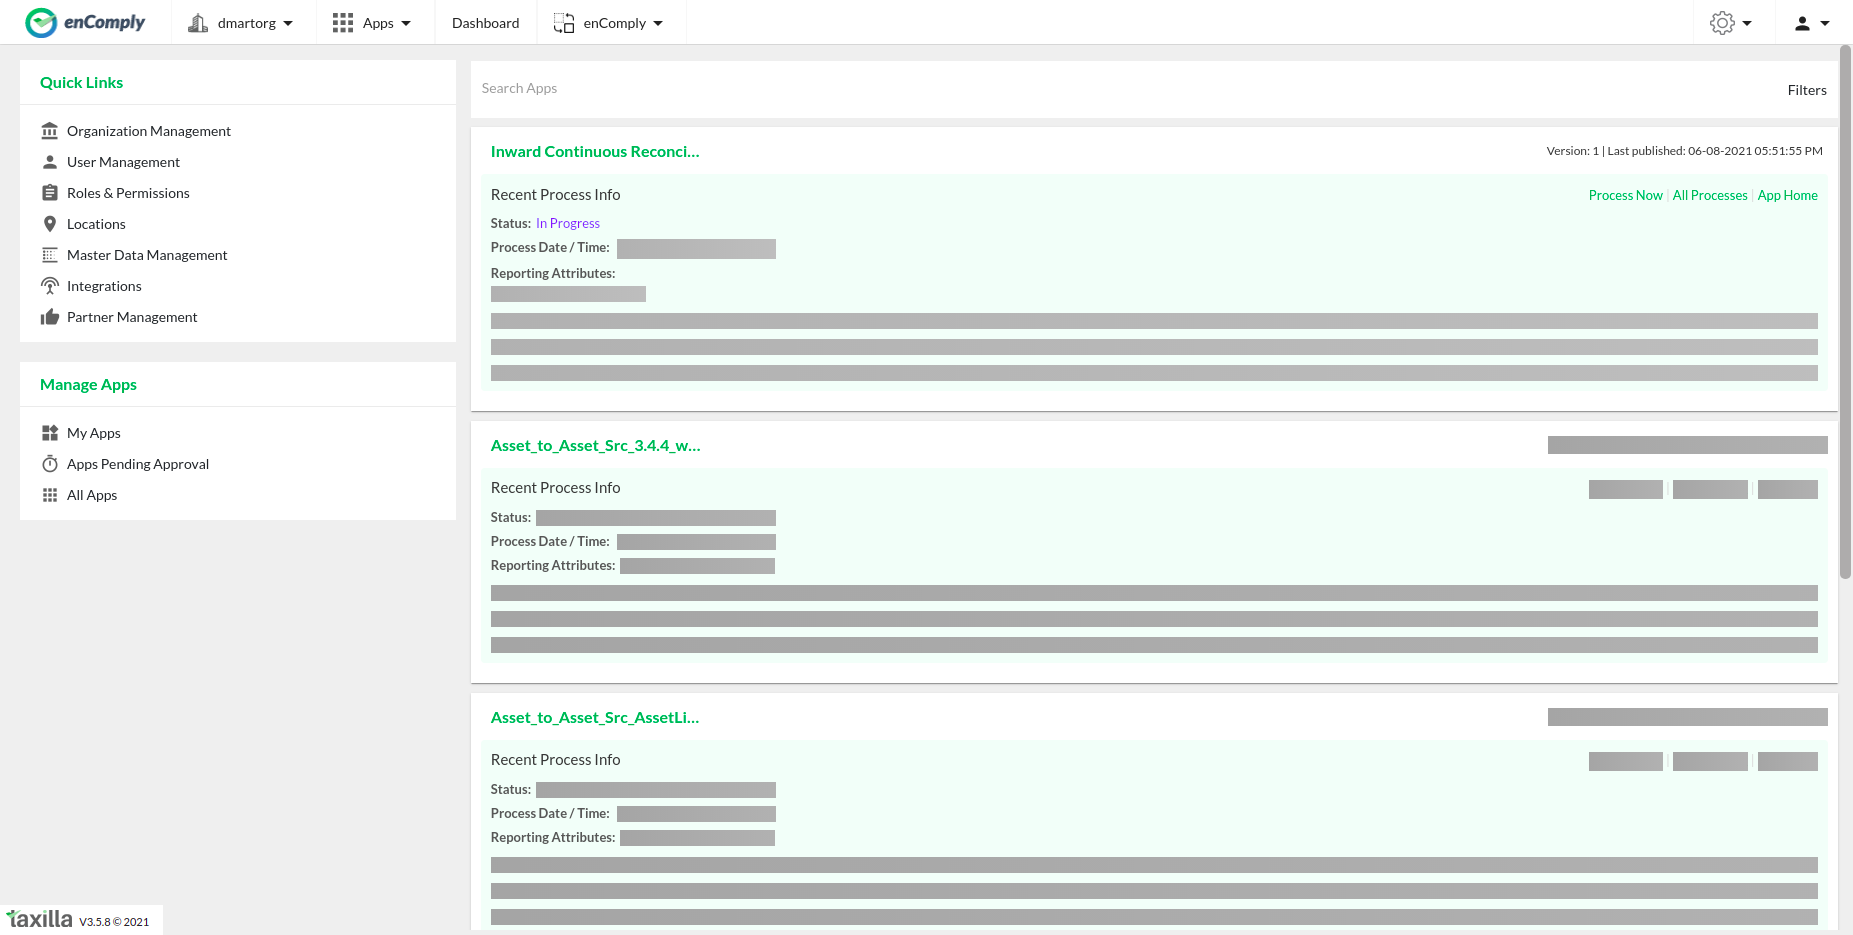 enComply
dmartorg
Apps
Dashboard
enComply
Quick Links
Organization Management
User Management
Roles & Permissions
Locations
Master Data Management
Integrations
Partner Management
Manage Apps
My Apps
Apps Pending Approval
All Apps
Search Apps
Filters
Inward Continuous Reconci...
Version: 1 | Last published: 06-08-2021 05:51:55 PM
Recent Process Info
Process Now | All Processes | App Home
Status: In Progress
Process Date / Time:
Reporting Attributes:
Asset_to_Asset_Src_3.4.4_w...
Recent Process Info
Status:
Process Date / Time:
Reporting Attributes:
Asset_to_Asset_Src_AssetLi...
Recent Process Info
Status:
Process Date / Time:
Reporting Attributes:
taxilla V3.5.8 © 2021